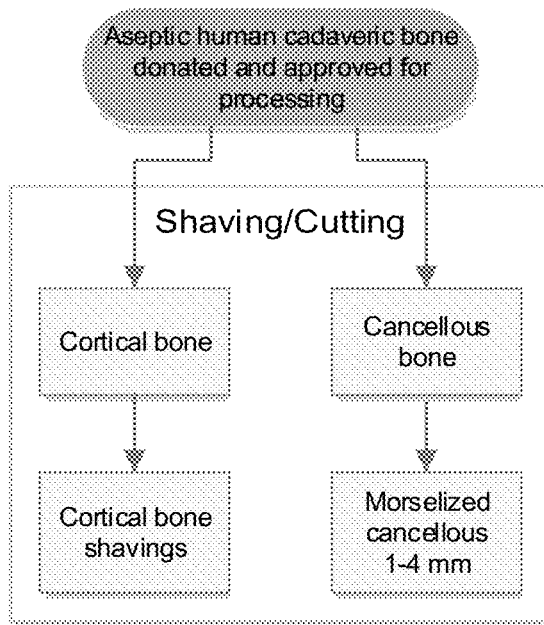 Aseptic human cadaveric bone
donated and approved for
processing
Shaving/Cutting
Cortical bone
Cancellous
bone
Cortical bone
shavings
Morselized
cancellous
1-4 mm